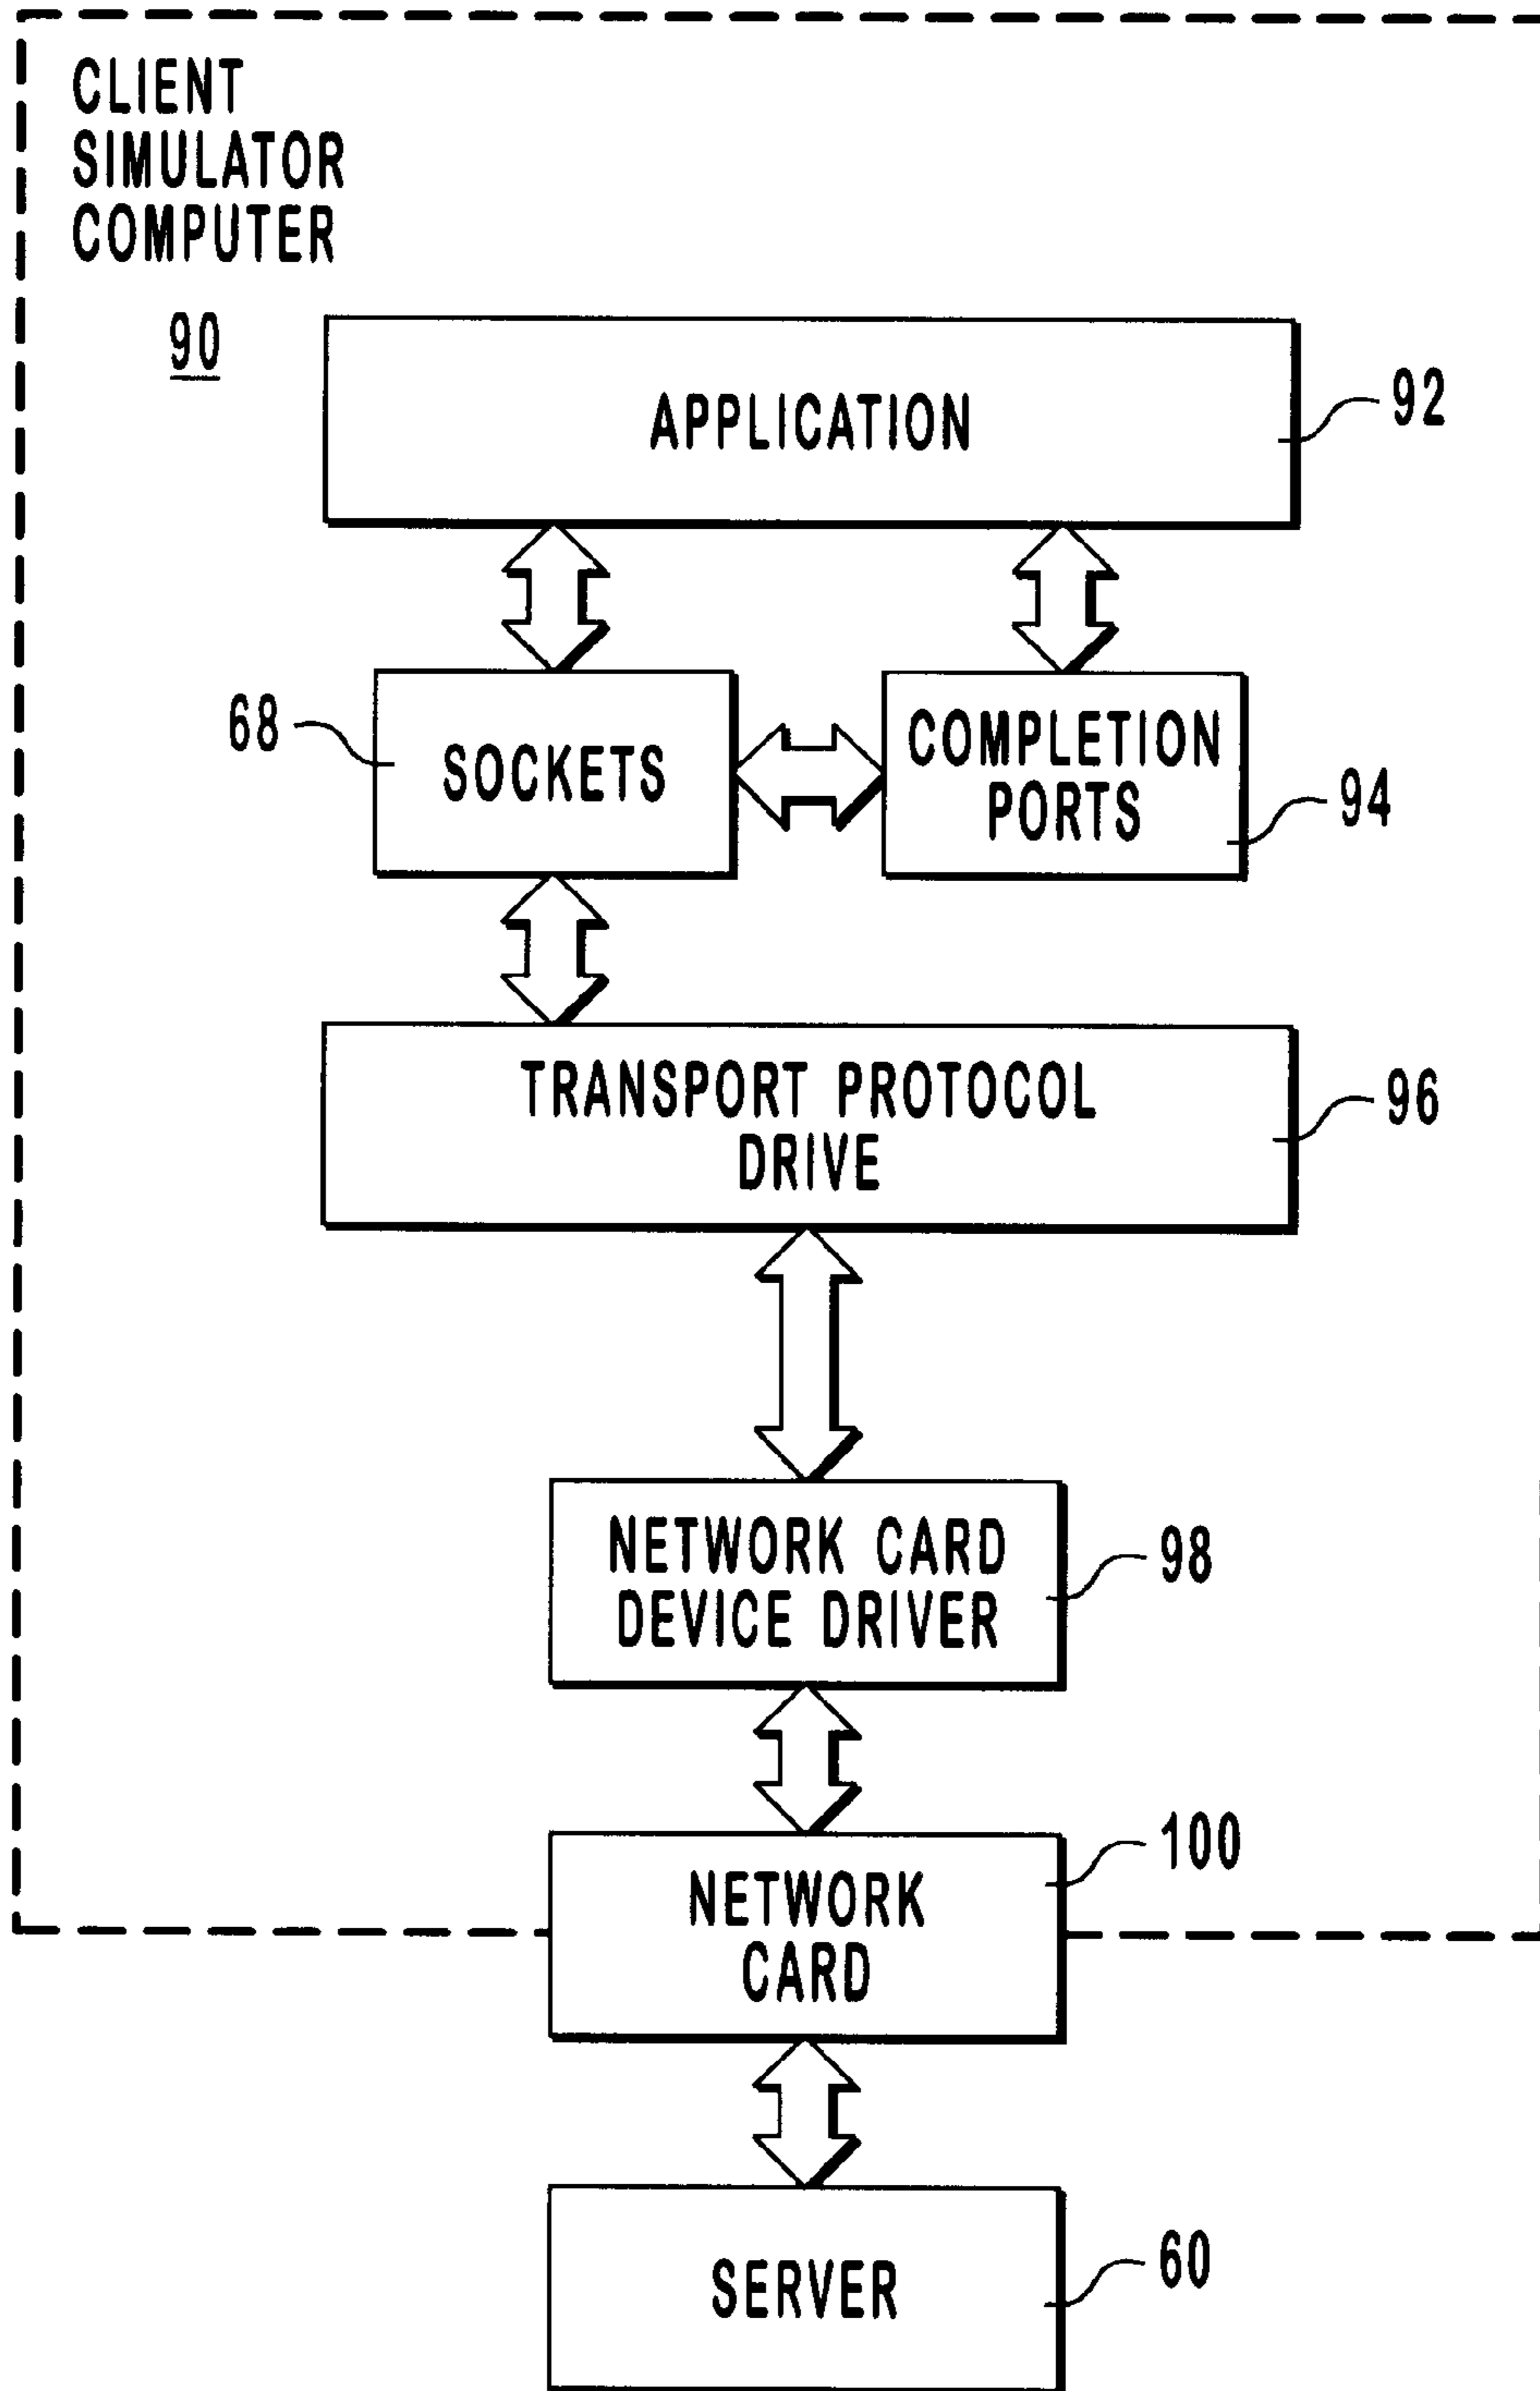 CLIENT
SIMULATOR
COMPUTER
90
APPLICATION
92
68
SOCKETS
COMPLETION
PORTS
94
TRANSPORT PROTOCOL
DRIVE
96
NETWORK CARD
DEVICE DRIVER
98
100
NETWORK
CARD
SERVER
60